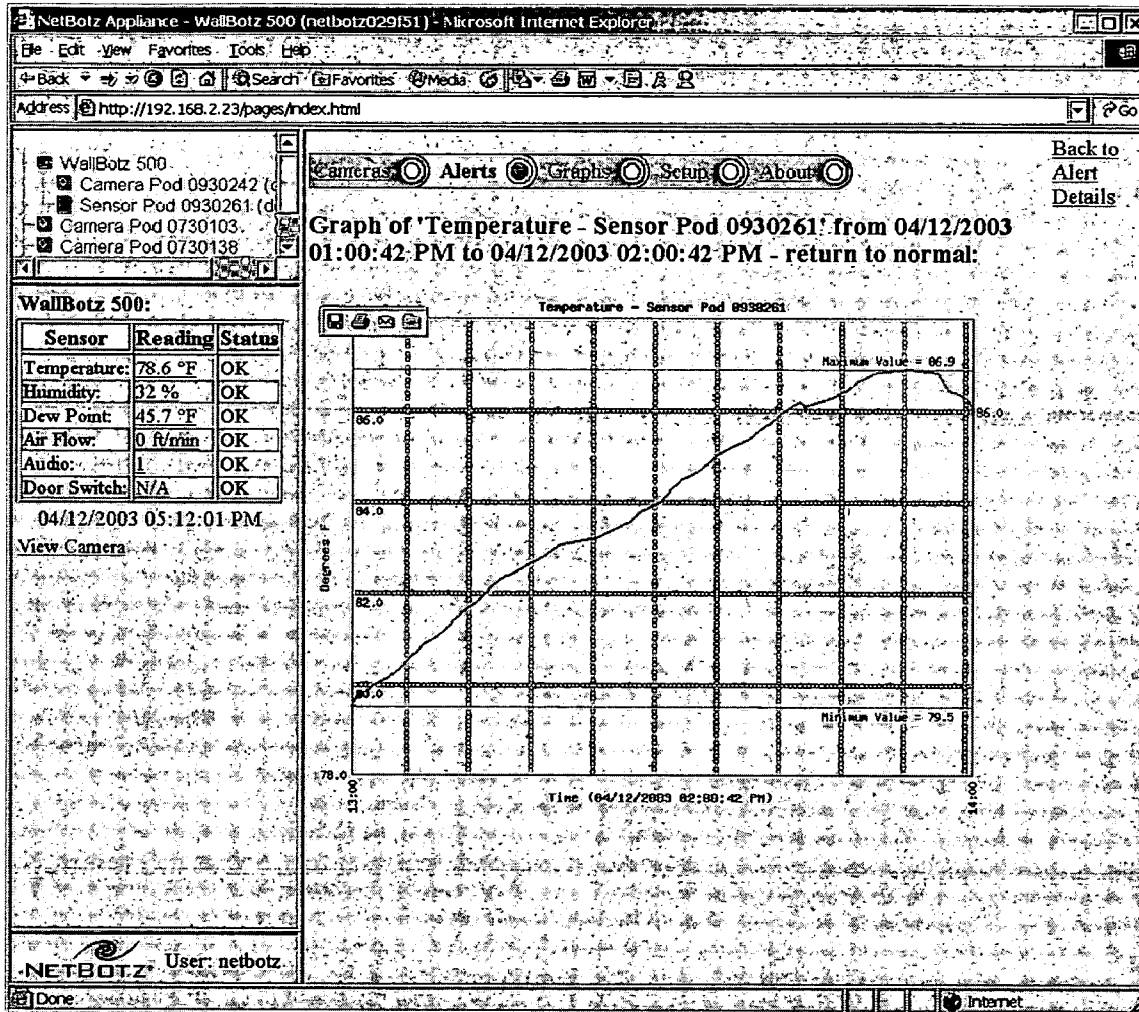 NetBotz Appliance - WallBotz 500 (netbotz029f51) - Microsoft Internet Explorer
File Edit View Favorites Tools Help
Back Search Favorites Media
Address http://192.168.2.23/pages/index.html Go
WallBotz 500
Camera Pod 0930242 (c
Sensor Pod 0930261 (d
Camera Pod 0730103
Camera Pod 0730138
WallBotz 500:
Sensor Reading Status
Temperature: 78.6 °F OK
Humidity: 32 % OK
Dew Point: 45.7 °F OK
Air Flow: 0 ft/min OK
Audio: 1 OK
Door Switch: N/A OK
04/12/2003 05:12:01 PM
View Camera
NETBOTZ User: netbotz
Cameras Alerts Graphs Setup About
Back to
Alert
Details
Graph of 'Temperature - Sensor Pod 0930261' from 04/12/2003
01:00:42 PM to 04/12/2003 02:00:42 PM - return to normal:
Temperature - Sensor Pod 0930261
Maximum Value = 86.9
86.0
86.0
84.0
Degrees F
82.0
80.0
Minimum Value = 79.5
78.0
13:00
14:00
Time (04/12/2003 02:00:42 PM)
Done Internet